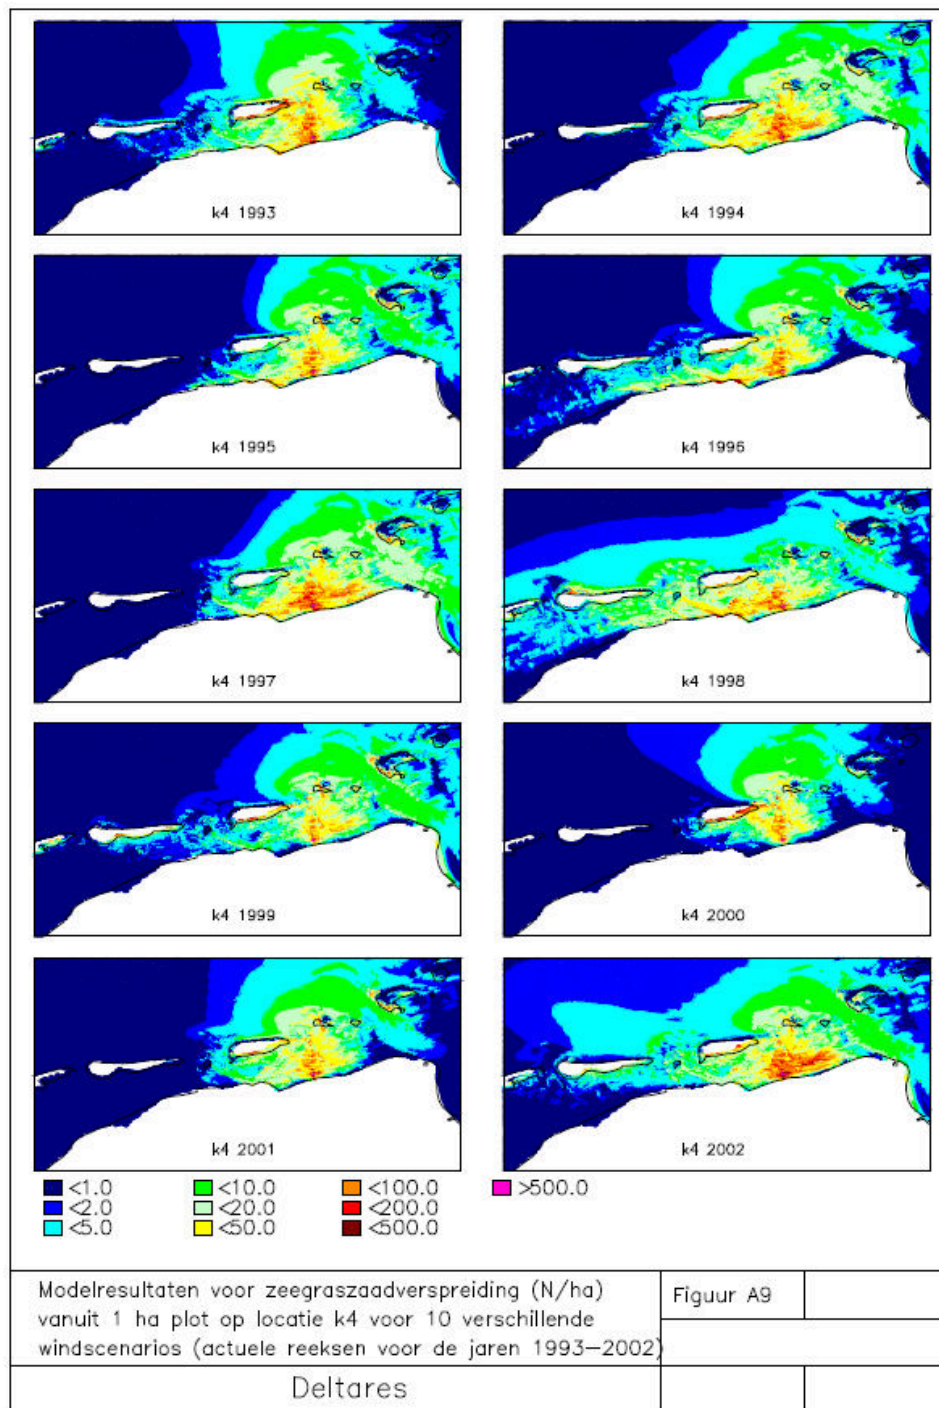 k4 1993
k4 1994
k4 1995
k4 1996
k4 1997
k4 1998
k4 1999
k4 2000
k4 2001
k4 2002
<1.0 <10.0 <100.0 >500.0
<2.0 <20.0 <200.0
<5.0 <50.0 <500.0
Modelresultaten voor zeegraszaadverspreiding (N/ha)
vanuit 1 ha plot op locatie k4 voor 10 verschillende
windscenarios (actuele reeksen voor de jaren 1993–2002)
Figuur A9
Deltares